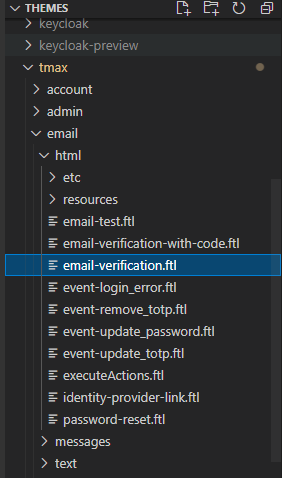 THEMES
keycloak
keycloak-preview
tmax
account
admin
email
html
etc
resources
email-test.ftl
email-verification-with-code.ftl
email-verification.ftl
event-login_error.ftl
event-remove_totp.ftl
event-update_password.ftl
event-update_totp.ftl
executeActions.ftl
identity-provider-link.ftl
password-reset.ftl
messages
text